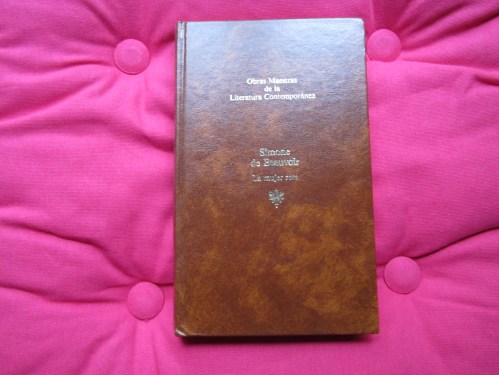 Obras Maestras
de la
Literatura Contemporánea
Simone
de Beauvoir
La mujer rota